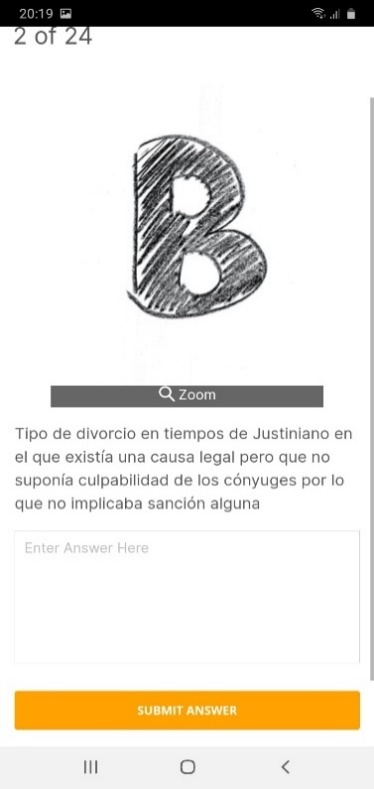 20:19
2 of 24
B
Zoom
Tipo de divorcio en tiempos de Justiniano en
el que existía una causa legal pero que no
suponía culpabilidad de los cónyuges por lo
que no implicaba sanción alguna
Enter Answer Here
SUBMIT ANSWER